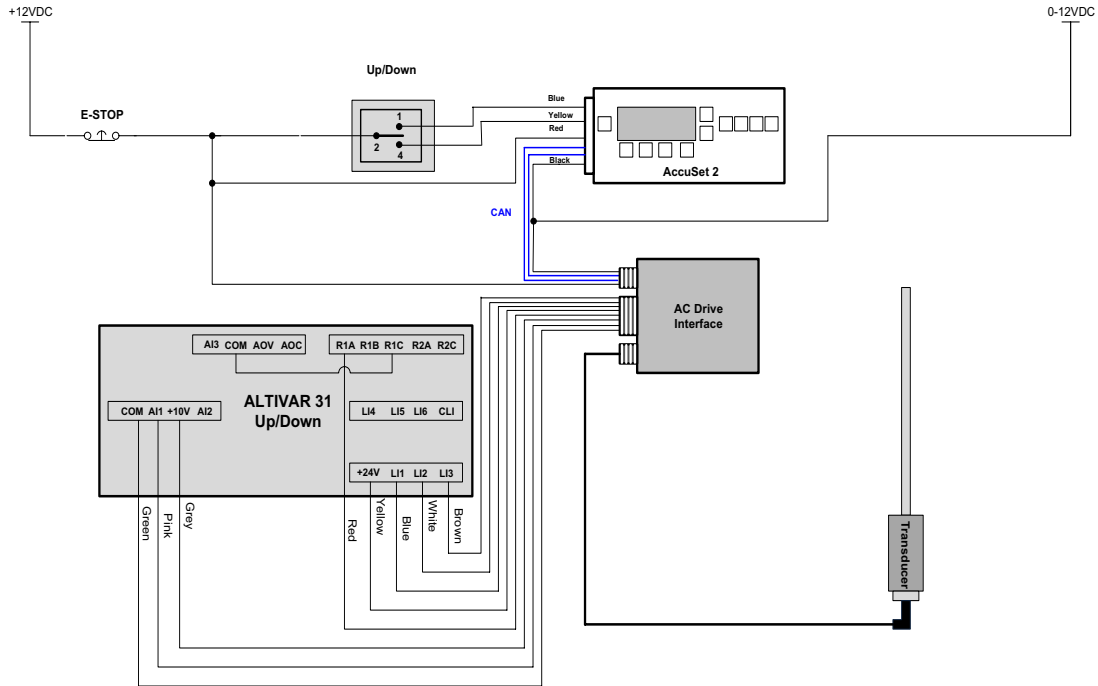 +12VDC
0-12VDC
Up/Down
E-STOP
1
2
4
Blue
Yellow
Red
Black
AccuSet 2
CAN
AC Drive
Interface
AI3 COM AOV AOC
R1A R1B R1C R2A R2C
ALTIVAR 31
Up/Down
COM AI1 +10V AI2
LI4 LI5 LI6 CLI
+24V LI1 LI2 LI3
Green
Pink
Grey
Red
Yellow
Blue
White
Brown
Transducer